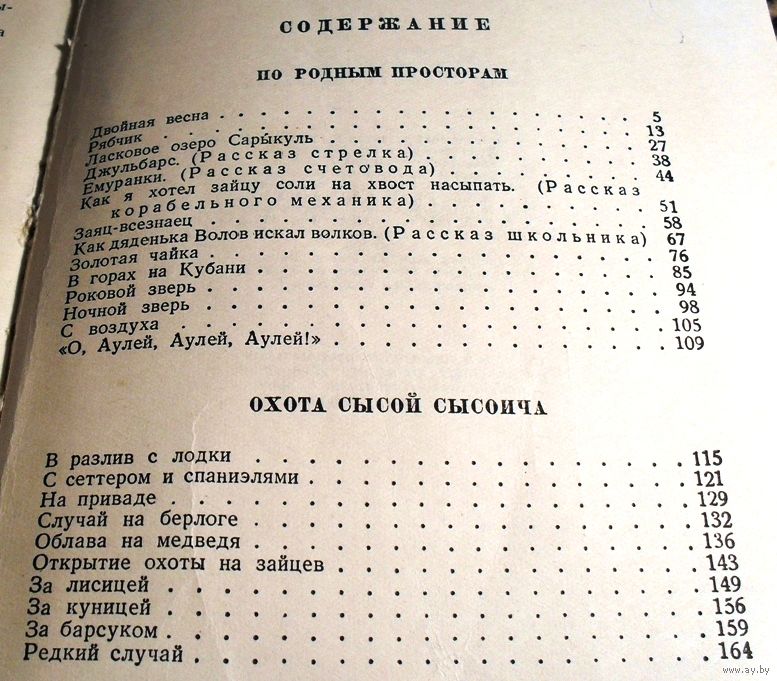 СОДЕРЖАНИЕ
ПО РОДНЫМ ПРОСТОРАМ
Двойная весна . . . . . . . . . . . . . . . . 5
Рябчик . . . . . . . . . . . . . . . . 13
Ласковое озеро Сары́куль . . . . . . . . . . . . 27
Джульбарс. (Рассказ стрелка) . . . . . . . . 38
Емуранки. (Рассказ счетовода) . . . . . . . . 44
Как я хотел зайцу соли на хвост насыпать. (Рассказ
корабельного механика) . . . . . . . . 51
Заяц-всезнаец . . . . . . . . . . . . . . . . 58
Как дяденька Волов искал волков. (Рассказ школьника) 67
Золотая чайка . . . . . . . . . . . . . . . . 76
В горах на Кубани . . . . . . . . . . . . . . 85
Роковой зверь . . . . . . . . . . . . . . . . 94
Ночной зверь . . . . . . . . . . . . . . . . 98
С воздуха . . . . . . . . . . . . . . . . 105
«О, Аулей, Аулей, Аулей!» . . . . . . . . . . . . 109
ОХОТА СЫСОЙ СЫСОИЧА
В разлив с лодки . . . . . . . . . . . . . . 115
С сеттером и спаниэлями . . . . . . . . . . . . 121
На приваде . . . . . . . . . . . . . . . . 129
Случай на берлоге . . . . . . . . . . . . . . 132
Облава на медведя . . . . . . . . . . . . . . 136
Открытие охоты на зайцев . . . . . . . . . . . . 143
За лисицей . . . . . . . . . . . . . . . . 149
За куницей . . . . . . . . . . . . . . . . 156
За барсуком . . . . . . . . . . . . . . . . 159
Редкий случай . . . . . . . . . . . . . . . . 164
www.ay.by